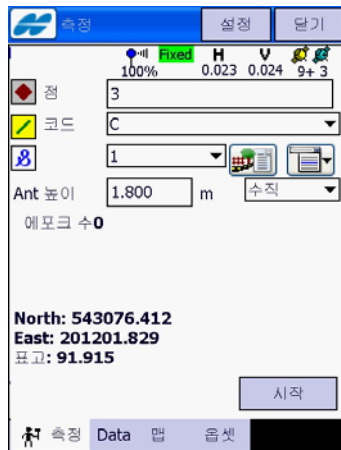 측정 설정 닫기
Fixed H V
100% 0.023 0.024 9+ 3
점 3
코드 C
1
Ant 높이 1.800 m 수직
에포크 수0
North: 543076.412
East: 201201.829
표고: 91.915
시작
측정 Data 맵 옵셋